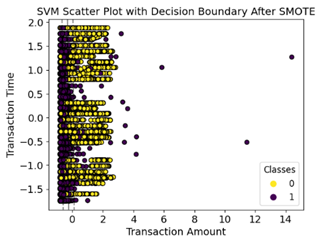 SVM Scatter Plot with Decision Boundary After SMOTE
2.0
1.5
1.0
0.5
0.0
−0.5
−1.0
−1.5
Transaction Time
Classes
0
1
0 2 4 6 8 10 12 14
Transaction Amount